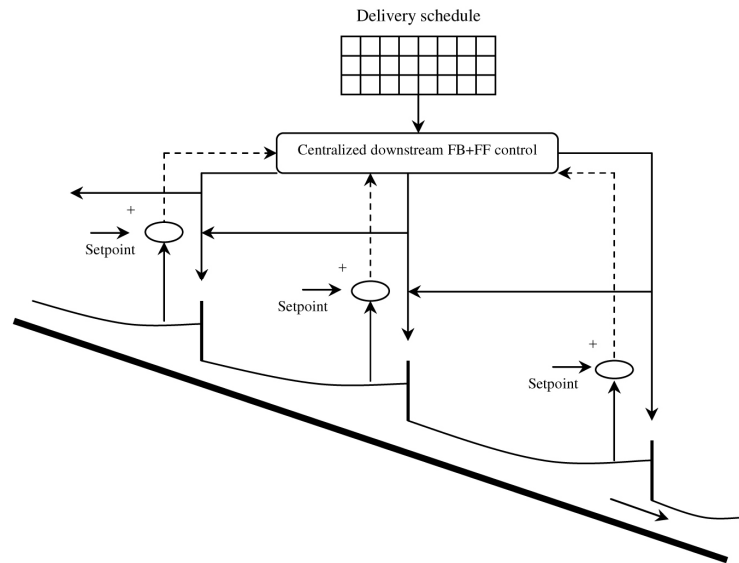 Delivery schedule
Centralized downstream FB+FF control
+
Setpoint
+
Setpoint
+
Setpoint